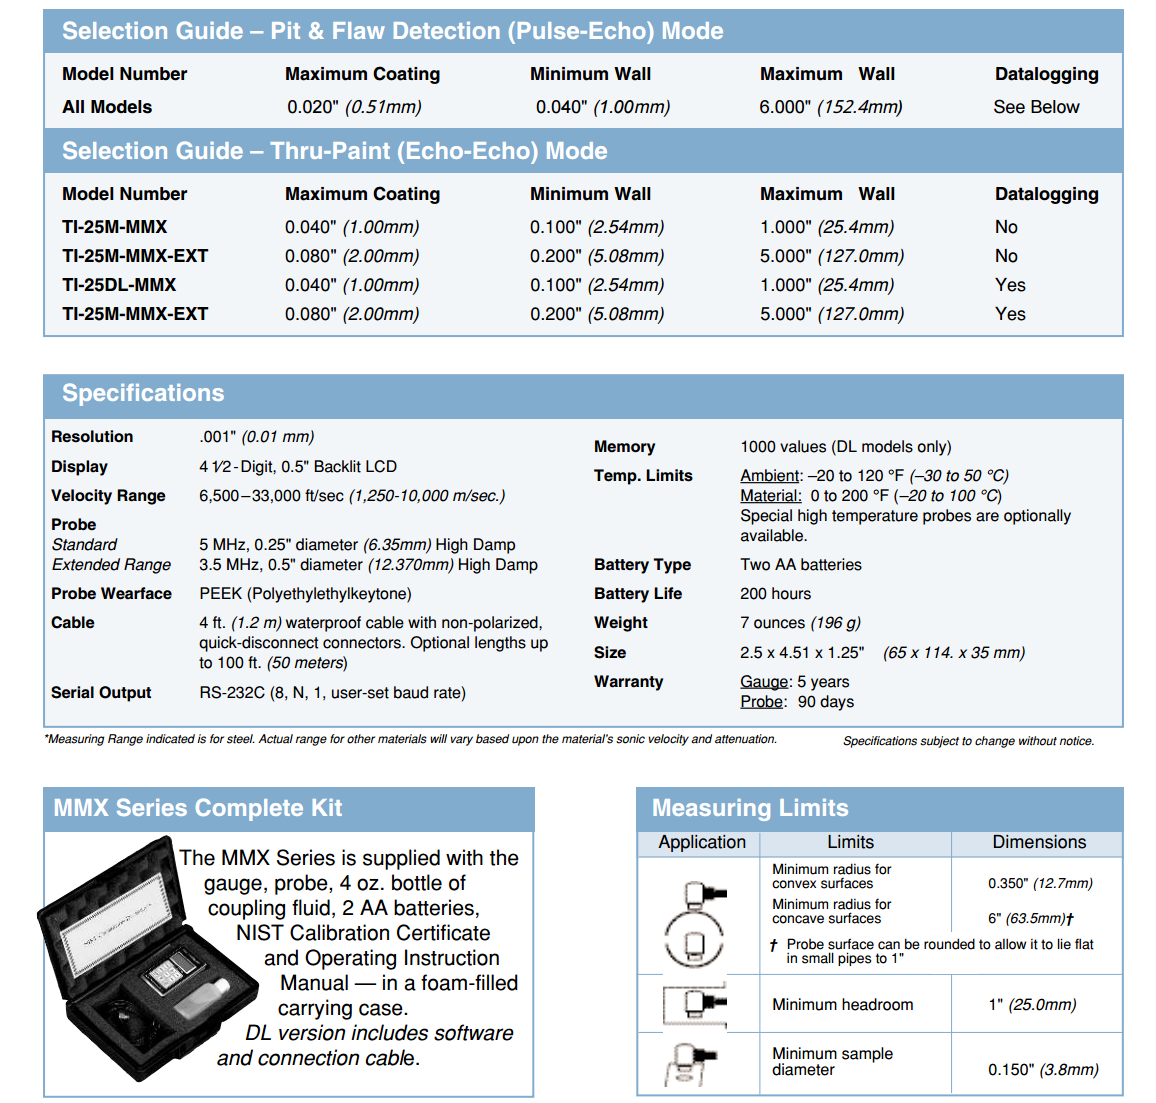 Selection Guide – Pit & Flaw Detection (Pulse-Echo) Mode
Model Number Maximum Coating Minimum Wall Maximum Wall Datalogging
All Models 0.020" (0.51mm) 0.040" (1.00mm) 6.000" (152.4mm) See Below
Selection Guide – Thru-Paint (Echo-Echo) Mode
Model Number Maximum Coating Minimum Wall Maximum Wall Datalogging
TI-25M-MMX 0.040" (1.00mm) 0.100" (2.54mm) 1.000" (25.4mm) No
TI-25M-MMX-EXT 0.080" (2.00mm) 0.200" (5.08mm) 5.000" (127.0mm) No
TI-25DL-MMX 0.040" (1.00mm) 0.100" (2.54mm) 1.000" (25.4mm) Yes
TI-25M-MMX-EXT 0.080" (2.00mm) 0.200" (5.08mm) 5.000" (127.0mm) Yes
Specifications
Resolution .001" (0.01 mm)
Display 4 1/2-Digit, 0.5" Backlit LCD
Velocity Range 6,500–33,000 ft/sec (1,250-10,000 m/sec.)
Probe
Standard 5 MHz, 0.25" diameter (6.35mm) High Damp
Extended Range 3.5 MHz, 0.5" diameter (12.370mm) High Damp
Probe Wearface PEEK (Polyethylethylkeytone)
Cable 4 ft. (1.2 m) waterproof cable with non-polarized,
quick-disconnect connectors. Optional lengths up
to 100 ft. (50 meters)
Serial Output RS-232C (8, N, 1, user-set baud rate)
Memory 1000 values (DL models only)
Temp. Limits Ambient: –20 to 120 °F (–30 to 50 °C)
Material: 0 to 200 °F (–20 to 100 °C)
Special high temperature probes are optionally
available.
Battery Type Two AA batteries
Battery Life 200 hours
Weight 7 ounces (196 g)
Size 2.5 x 4.51 x 1.25" (65 x 114. x 35 mm)
Warranty Gauge: 5 years
Probe: 90 days
*Measuring Range indicated is for steel. Actual range for other materials will vary based upon the material's sonic velocity and attenuation.
Specifications subject to change without notice.
MMX Series Complete Kit
The MMX Series is supplied with the
gauge, probe, 4 oz. bottle of
coupling fluid, 2 AA batteries,
NIST Calibration Certificate
and Operating Instruction
Manual — in a foam-filled
carrying case.
DL version includes software
and connection cable.
Measuring Limits
Application Limits Dimensions
Minimum radius for
convex surfaces 0.350" (12.7mm)
Minimum radius for
concave surfaces 6" (63.5mm)†
† Probe surface can be rounded to allow it to lie flat
in small pipes to 1"
Minimum headroom 1" (25.0mm)
Minimum sample
diameter 0.150" (3.8mm)